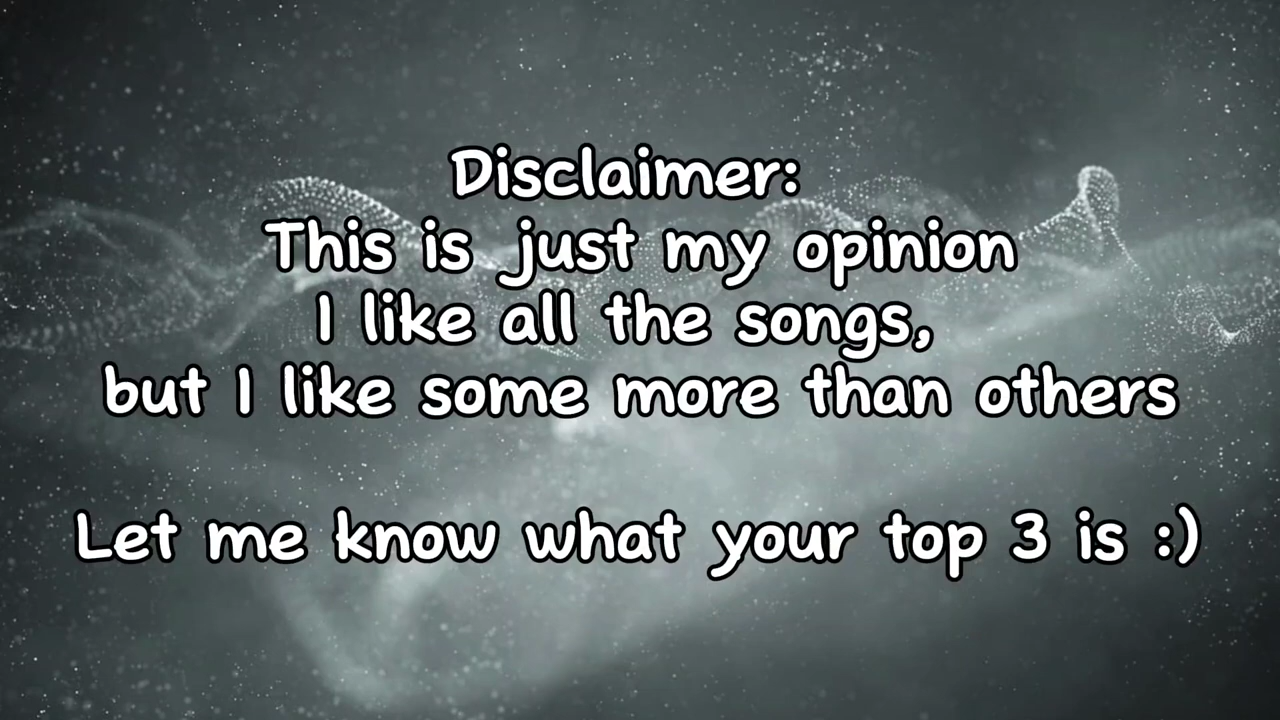 Disclaimer:
This is just my opinion
I like all the songs,
but I like some more than others
Let me know what your top 3 is :)